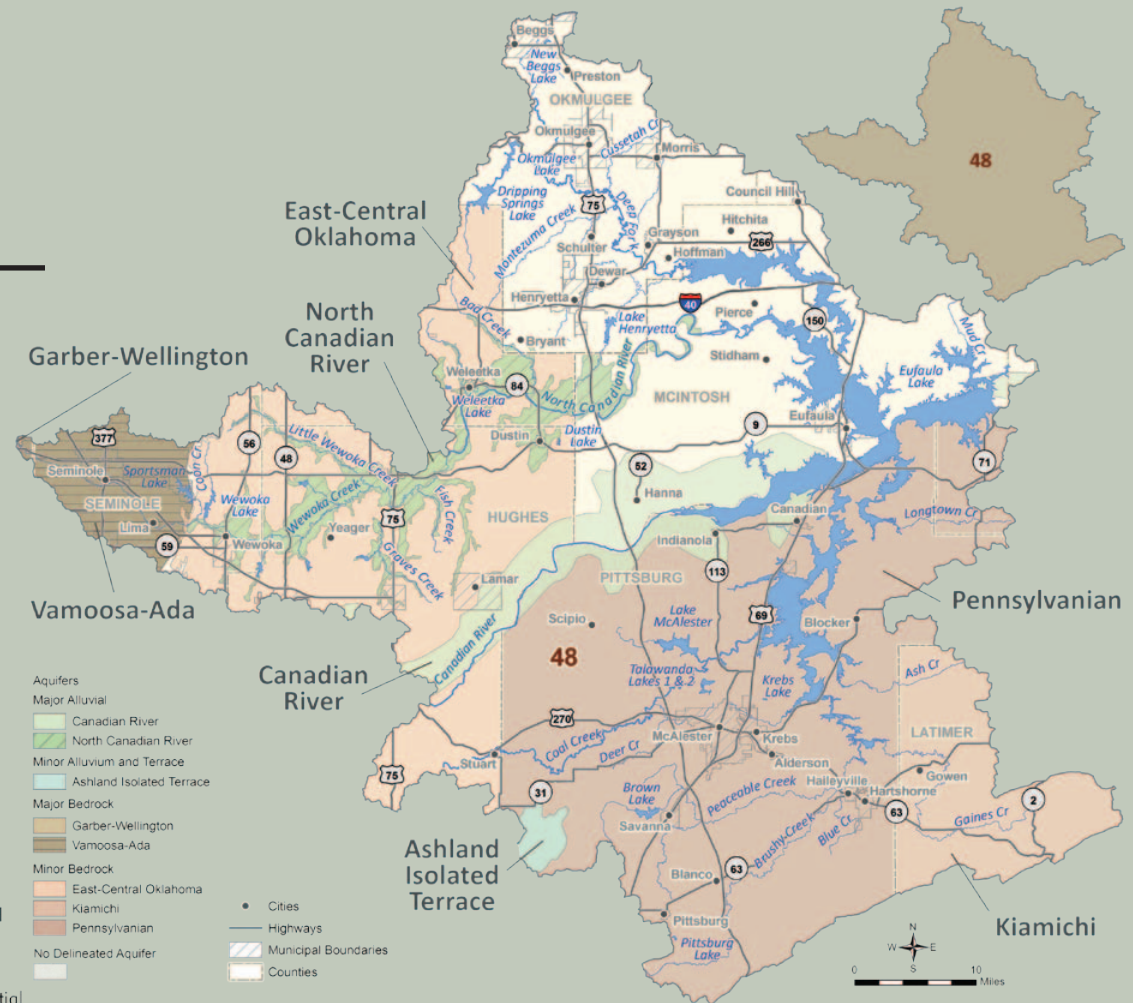 Beggs
New
Beggs
Lake
Preston
OKMULGEE
Okmulgee
Cussetah Cr
Morris
Okmulgee
Lake
Dripping
Springs
Lake
Deep Fork
Council Hill
48
East-Central
Oklahoma
75
Montezuma Creek
Hitchita
Grayson
266
Schulter
Hoffman
Dewar
North
Canadian
River
Henryetta
40
Bad Creek
Lake
Henryetta
Pierce
150
Mud Cr
Bryant
Stidham
Garber-Wellington
Weleetka
84
Eufaula
Lake
Weleetka
Lake
North Canadian River
MCINTOSH
Eufaula
377
56
Little Wewoka Creek
Dustin
Dustin
Lake
9
48
Seminole
Sportsman
Lake
Coon Cr
52
71
SEMINOLE
Wewoka
Lake
Wewoka Creek
Fish Creek
Hanna
Lima
75
HUGHES
Canadian
Longtown Cr
Yeager
59
Wewoka
Indianola
Graves Creek
113
Lamar
PITTSBURG
Vamoosa-Ada
Pennsylvanian
69
Lake
McAlester
Scipio
Blocker
Canadian River
48
Canadian
River
Talawanda
Lakes 1 & 2
Krebs
Lake
Ash Cr
270
LATIMER
Coal Creek
McAlester
Krebs
Deer Cr
Stuart
Alderson
75
Gowen
31
Haileyville
Hartshorne
2
Brown
Lake
Peaceable Creek
63
Gaines Cr
Savanna
Brushy Creek
Blue Cr
Ashland
Isolated
Terrace
Blanco
63
Kiamichi
Pittsburg
Pittsburg
Lake
Aquifers
Major Alluvial
Canadian River
North Canadian River
Minor Alluvium and Terrace
Ashland Isolated Terrace
Major Bedrock
Garber-Wellington
Vamoosa-Ada
Minor Bedrock
East-Central Oklahoma
Kiamichi
Pennsylvanian
No Delineated Aquifer
Cities
Highways
Municipal Boundaries
Counties
N
W E
S
0 10
Miles